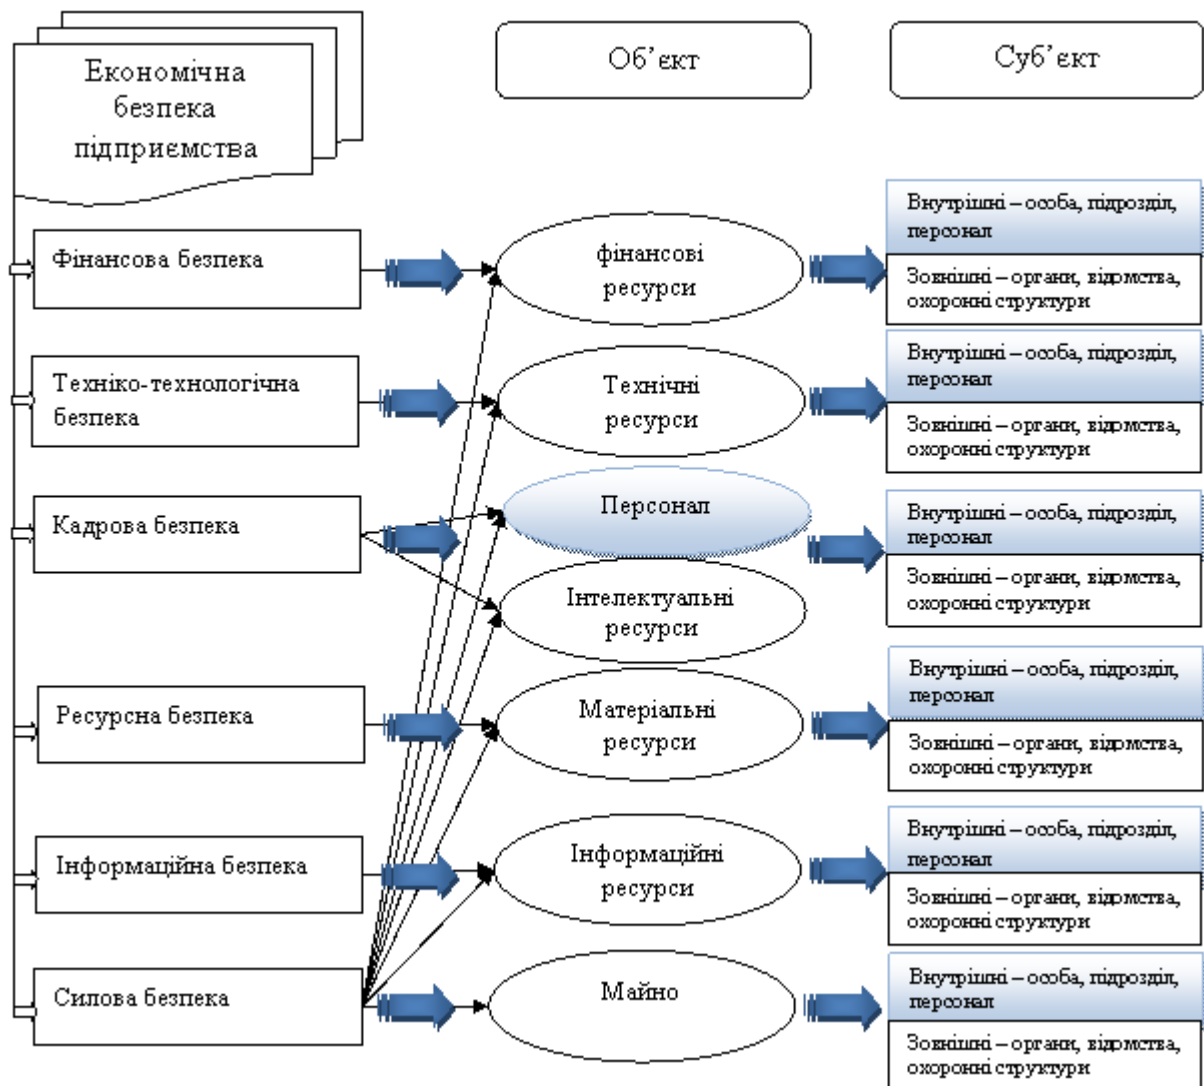 Економічна
безпека
підприємства
Об’єкт
Суб’єкт
Фінансова безпека
фінансові
ресурси
Внутрішні – особа, підрозділ,
персонал
Зовнішні – органи, відомства,
охоронні структури
Техніко-технологічна
безпека
Технічні
ресурси
Внутрішні – особа, підрозділ,
персонал
Зовнішні – органи, відомства,
охоронні структури
Кадрова безпека
Персонал
Інтелектуальні
ресурси
Внутрішні – особа, підрозділ,
персонал
Зовнішні – органи, відомства,
охоронні структури
Ресурсна безпека
Матеріальні
ресурси
Внутрішні – особа, підрозділ,
персонал
Зовнішні – органи, відомства,
охоронні структури
Інформаційна безпека
Інформаційні
ресурси
Внутрішні – особа, підрозділ,
персонал
Зовнішні – органи, відомства,
охоронні структури
Силова безпека
Майно
Внутрішні – особа, підрозділ,
персонал
Зовнішні – органи, відомства,
охоронні структури